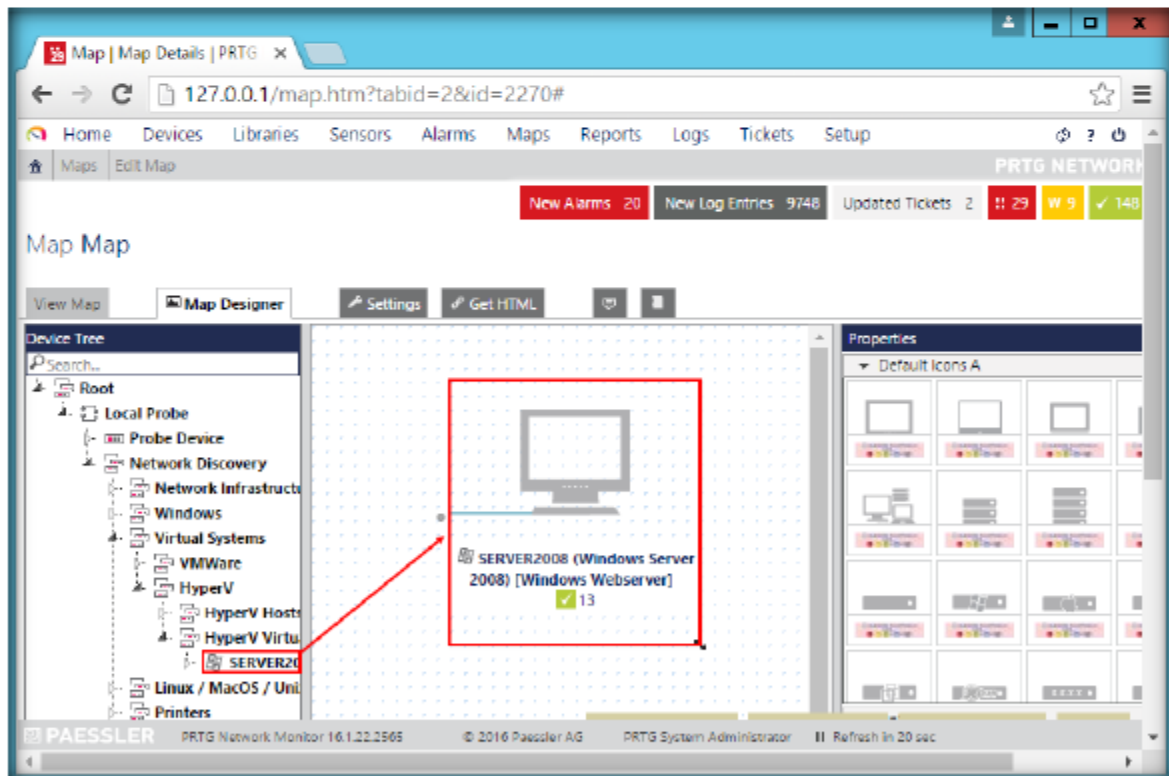 Map | Map Details | PRTG
127.0.0.1/map.htm?tabid=2&id=2270#
Home Devices Libraries Sensors Alarms Maps Reports Logs Tickets Setup ?
Maps Edit Map PRTG NETWORK
New Alarms 20 New Log Entries 9748 Updated Tickets 2 !! 29 W 9 148
Map Map
View Map Map Designer Settings Get HTML
Device Tree Properties
Search...
Default Icons A
Root
Local Probe
Probe Device
Network Discovery
Network Infrastructu
Windows
Virtual Systems
VMWare
HyperV
HyperV Hosts
HyperV Virtu
SERVER20
Linux / MacOS / Uni
Printers
SERVER2008 (Windows Server
2008) [Windows Webserver]
13
PAESSLER PRTG Network Monitor 16.1.22.2565 © 2016 Paessler AG PRTG System Administrator Refresh in 20 sec